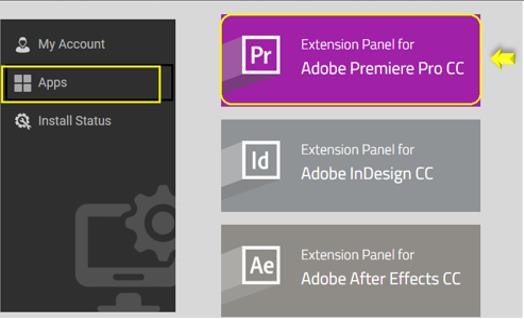 My Account
Apps
Install Status
Pr
Extension Panel for
Adobe Premiere Pro CC
Id
Extension Panel for
Adobe InDesign CC
Ae
Extension Panel for
Adobe After Effects CC